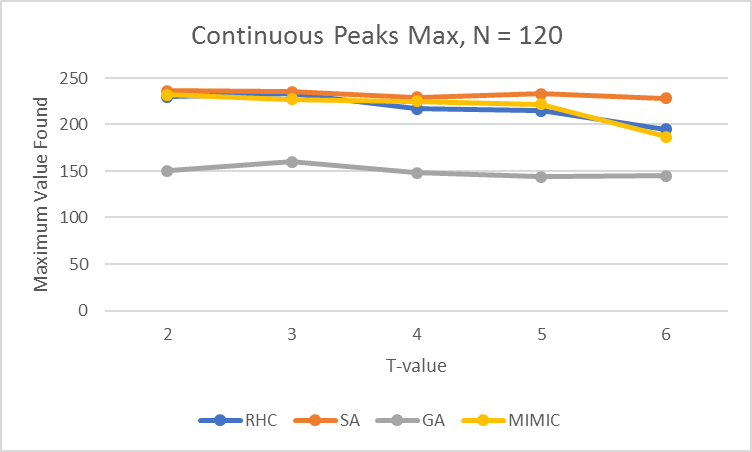 Continuous Peaks Max, N = 120
Maximum Value Found
250
200
150
100
50
0
2 3 4 5 6
T-value
RHC SA GA MIMIC